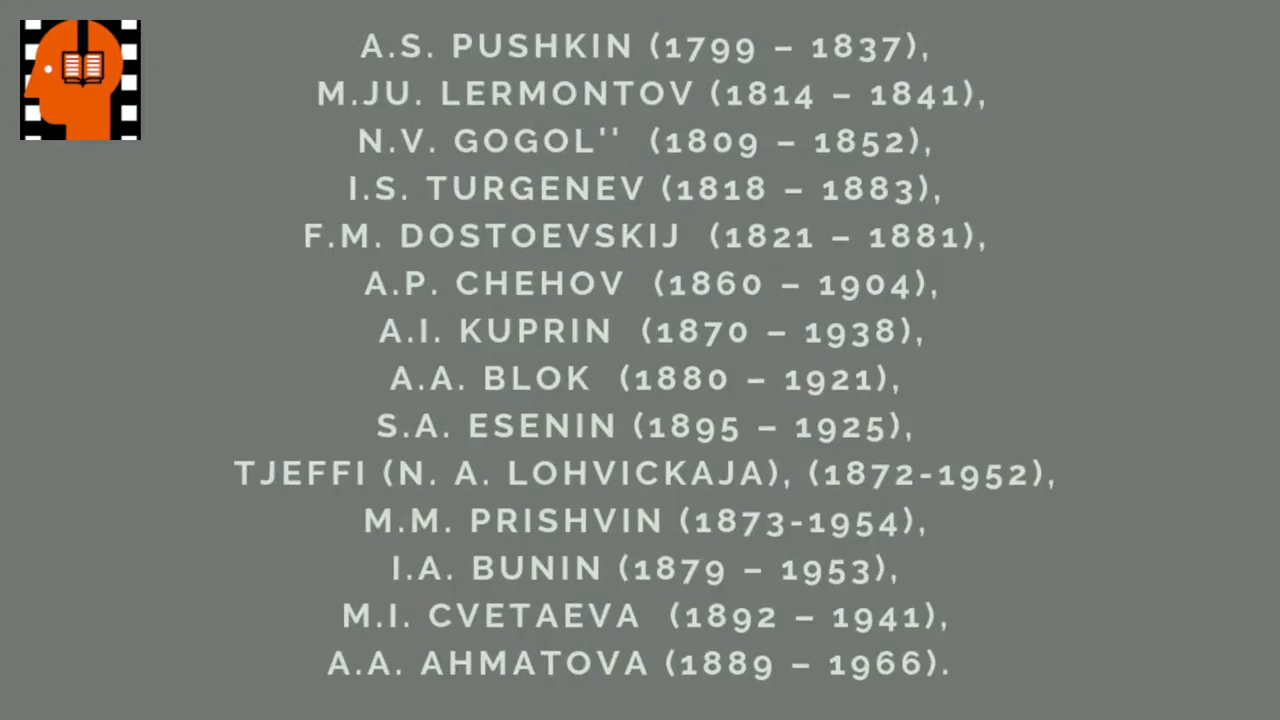 A.S. PUSHKIN (1799 – 1837),
M.JU. LERMONTOV (1814 – 1841),
N.V. GOGOL'' (1809 – 1852),
I.S. TURGENEV (1818 – 1883),
F.M. DOSTOEVSKIJ (1821 – 1881),
A.P. CHEHOV (1860 – 1904),
A.I. KUPRIN (1870 – 1938),
A.A. BLOK (1880 – 1921),
S.A. ESENIN (1895 – 1925),
TJEFFI (N. A. LOHVICKAJA), (1872-1952),
M.M. PRISHVIN (1873-1954),
I.A. BUNIN (1879 – 1953),
M.I. CVETAEVA (1892 – 1941),
A.A. AHMATOVA (1889 – 1966).